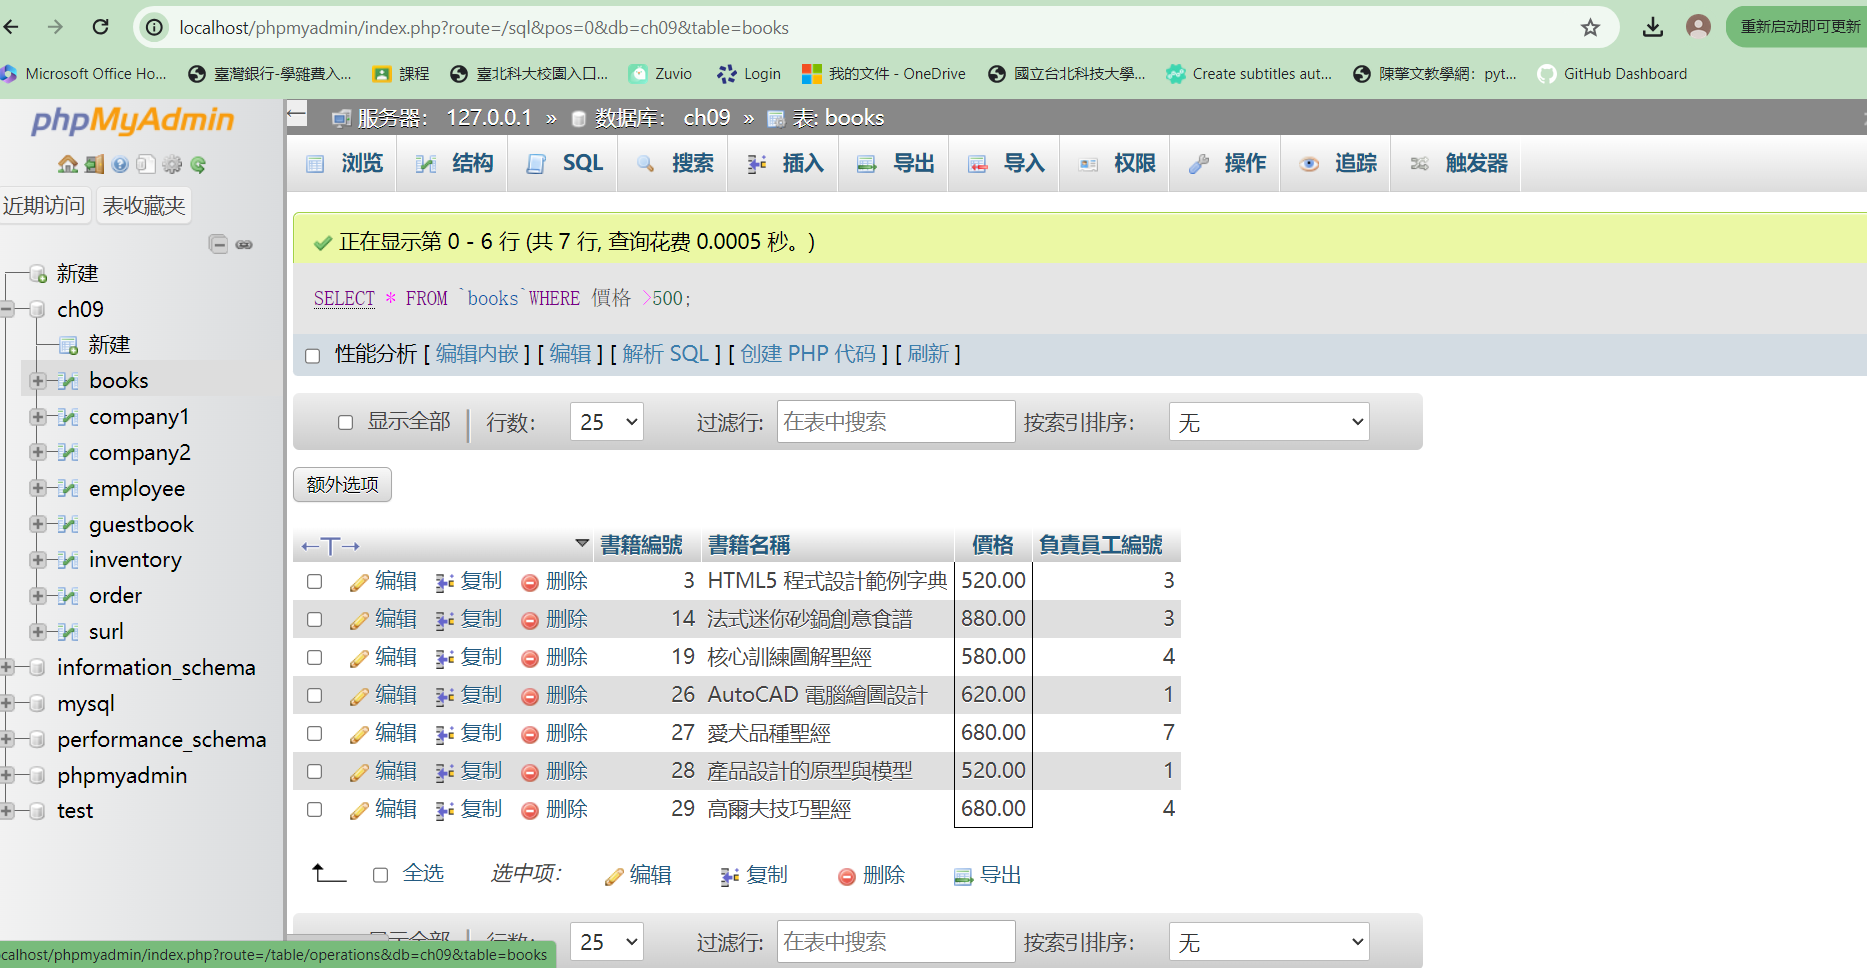 localhost/phpmyadmin/index.php?route=/sql&pos=0&db=ch09&table=books
重新启动即可更新
Microsoft Office Ho...
臺灣銀行-學雜費入...
課程
臺北科大校園入口...
Zuvio
Login
我的文件 - OneDrive
國立台北科技大學...
Create subtitles aut...
陳擎文教學網：pyt...
GitHub Dashboard
phpMyAdmin
近期访问 表收藏夹
新建
ch09
新建
books
company1
company2
employee
guestbook
inventory
order
surl
information_schema
mysql
performance_schema
phpmyadmin
test
服务器： 127.0.0.1 » 数据库： ch09 » 表: books
浏览 结构 SQL 搜索 插入 导出 导入 权限 操作 追踪 触发器
正在显示第 0 - 6 行 (共 7 行, 查询花费 0.0005 秒。)
SELECT * FROM `books`WHERE 價格 >500;
性能分析 [ 编辑内嵌 ] [ 编辑 ] [ 解析 SQL ] [ 创建 PHP 代码 ] [ 刷新 ]
显示全部 | 行数： 25 过滤行: 在表中搜索 按索引排序： 无
额外选项
←T→ 書籍編號 書籍名稱 價格 負責員工編號
编辑 复制 删除 3 HTML5 程式設計範例字典 520.00 3
编辑 复制 删除 14 法式迷你砂鍋創意食譜 880.00 3
编辑 复制 删除 19 核心訓練圖解聖經 580.00 4
编辑 复制 删除 26 AutoCAD 電腦繪圖設計 620.00 1
编辑 复制 删除 27 愛犬品種聖經 680.00 7
编辑 复制 删除 28 產品設計的原型與模型 520.00 1
编辑 复制 删除 29 高爾夫技巧聖經 680.00 4
全选 选中项： 编辑 复制 删除 导出
显示全部 | 行数： 25 过滤行: 在表中搜索 按索引排序： 无
calhost/phpmyadmin/index.php?route=/table/operations&db=ch09&table=books